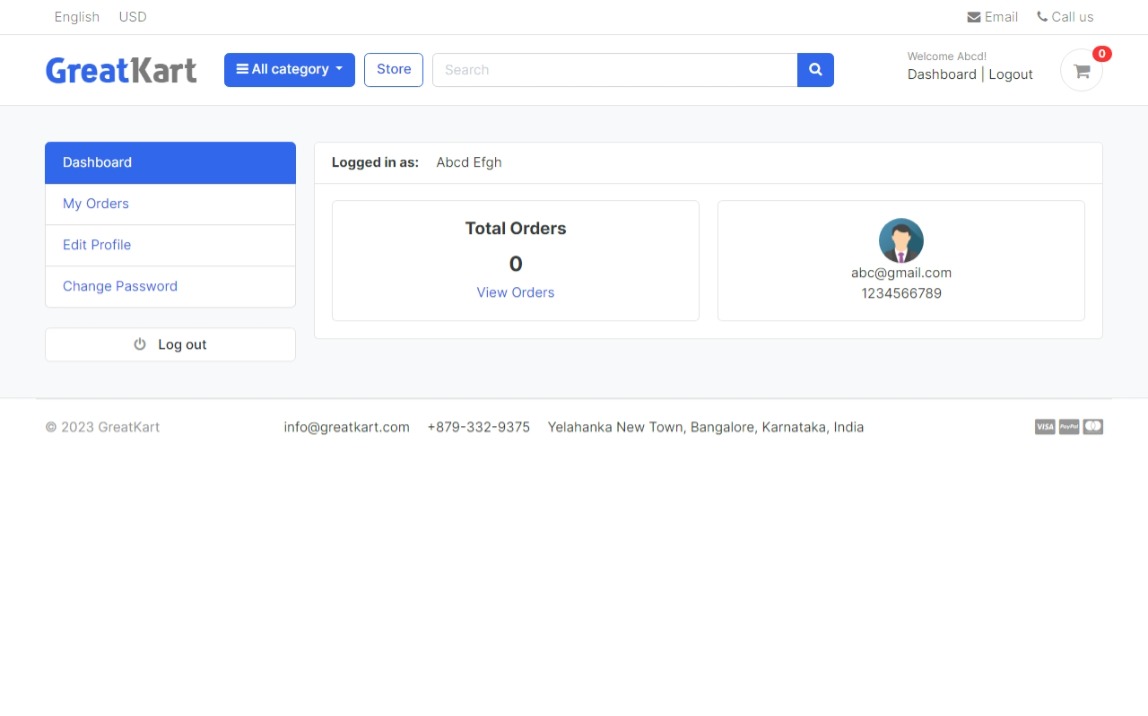 English USD Email Call us
GreatKart All category Store Search Welcome Abcd! 0
Dashboard | Logout
Dashboard Logged in as: Abcd Efgh
My Orders
Edit Profile
Change Password
Log out
Total Orders
0
View Orders
abc@gmail.com
1234566789
© 2023 GreatKart info@greatkart.com +879-332-9375 Yelahanka New Town, Bangalore, Karnataka, India VISA PayPal